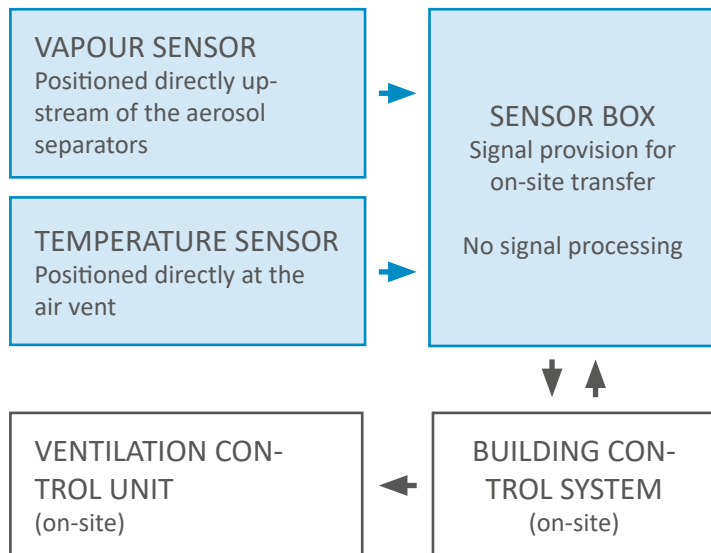 VAPOUR SENSOR
Positioned directly up-
stream of the aerosol
separators
SENSOR BOX
Signal provision for
on-site transfer
No signal processing
TEMPERATURE SENSOR
Positioned directly at the
air vent
VENTILATION CON-
TROL UNIT
(on-site)
BUILDING CON-
TROL SYSTEM
(on-site)